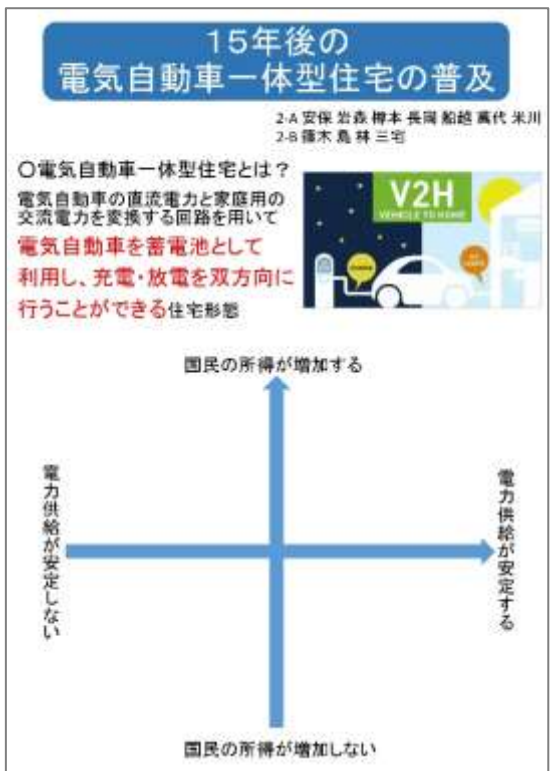 15年後の
電気自動車一体型住宅の普及
2-A 安保 岩森 樽本 長岡 船越 萬代 米川
2-B 篠木 島 林 三宅
〇電気自動車一体型住宅とは？
電気自動車の直流電力と家庭用の
交流電力を変換する回路を用いて
電気自動車を蓄電池として
利用し、充電・放電を双方向に
行うことができる住宅形態
V2H
VEHICLE TO HOME
国民の所得が増加する
電力供給が安定しない
電力供給が安定する
国民の所得が増加しない